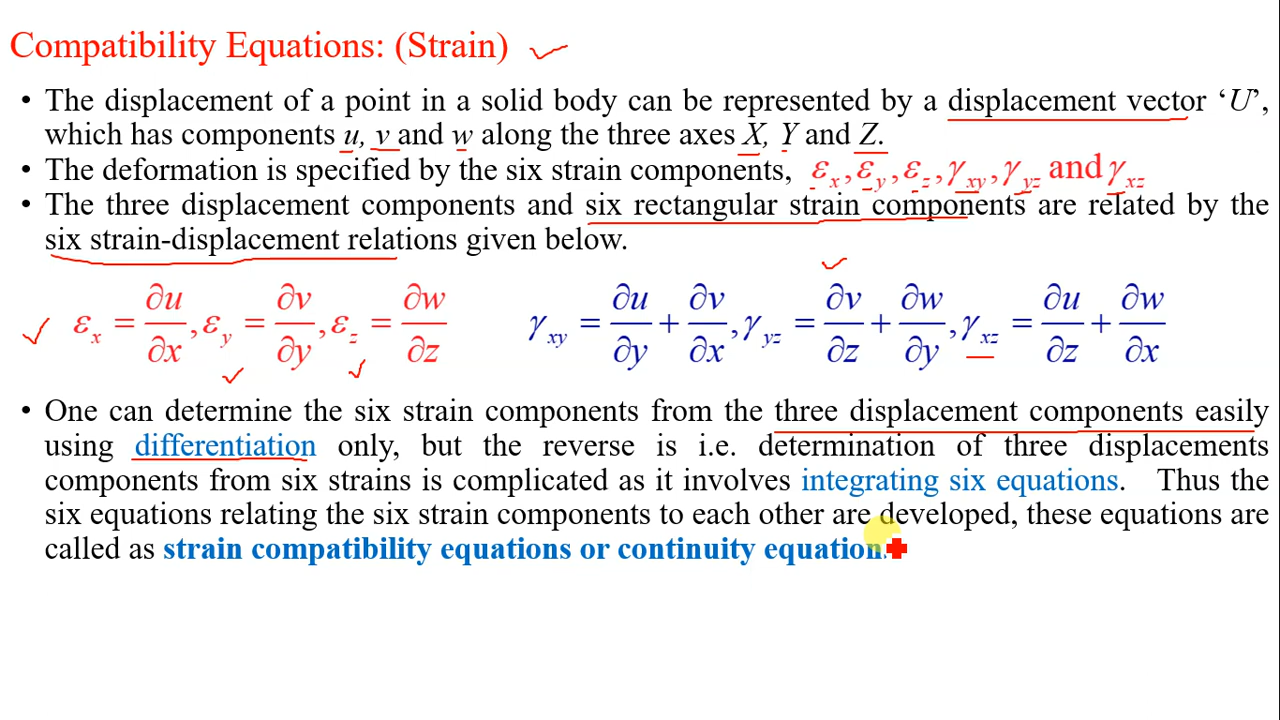 Compatibility Equations: (Strain)
• The displacement of a point in a solid body can be represented by a displacement vector ‘U’,
which has components u, v and w along the three axes X, Y and Z.
• The deformation is specified by the six strain components, εx, εy, εz, γxy, γyz and γxz
• The three displacement components and six rectangular strain components are related by the
six strain-displacement relations given below.
εx = ∂u/∂x, εy = ∂v/∂y, εz = ∂w/∂z γxy = ∂u/∂y + ∂v/∂x, γyz = ∂v/∂z + ∂w/∂y, γxz = ∂u/∂z + ∂w/∂x
• One can determine the six strain components from the three displacement components easily
using differentiation only, but the reverse is i.e. determination of three displacements
components from six strains is complicated as it involves integrating six equations. Thus the
six equations relating the six strain components to each other are developed, these equations are
called as strain compatibility equations or continuity equation.